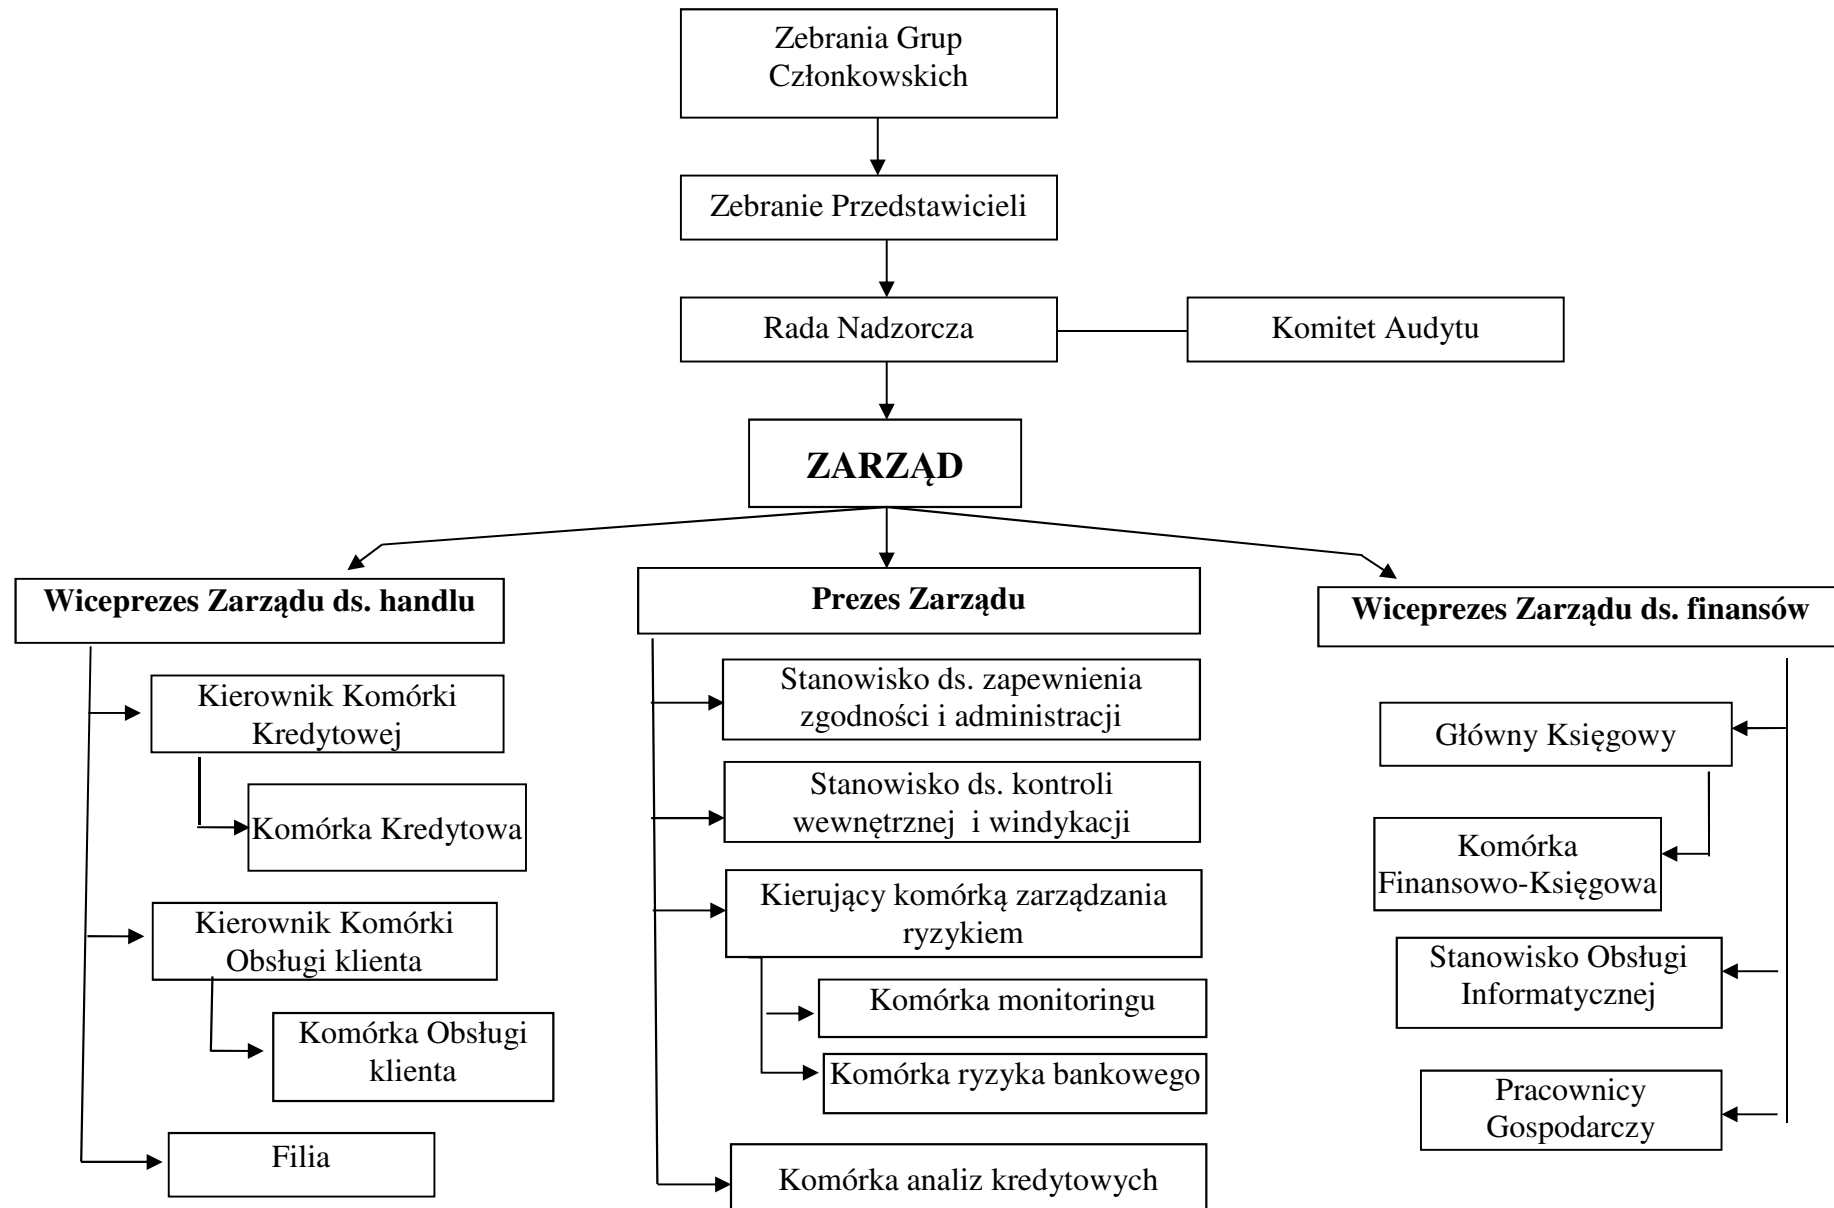 Zebrania Grup
Członkowskich
Zebranie Przedstawicieli
Rada Nadzorcza
Komitet Audytu
ZARZĄD
Wiceprezes Zarządu ds. handlu
Kierownik Komórki
Kredytowej
Komórka Kredytowa
Kierownik Komórki
Obsługi klienta
Komórka Obsługi
klienta
Filia
Prezes Zarządu
Stanowisko ds. zapewnienia
zgodności i administracji
Stanowisko ds. kontroli
wewnętrznej i windykacji
Kierujący komórką zarządzania
ryzykiem
Komórka monitoringu
Komórka ryzyka bankowego
Komórka analiz kredytowych
Wiceprezes Zarządu ds. finansów
Główny Księgowy
Komórka
Finansowo-Księgowa
Stanowisko Obsługi
Informatycznej
Pracownicy
Gospodarczy